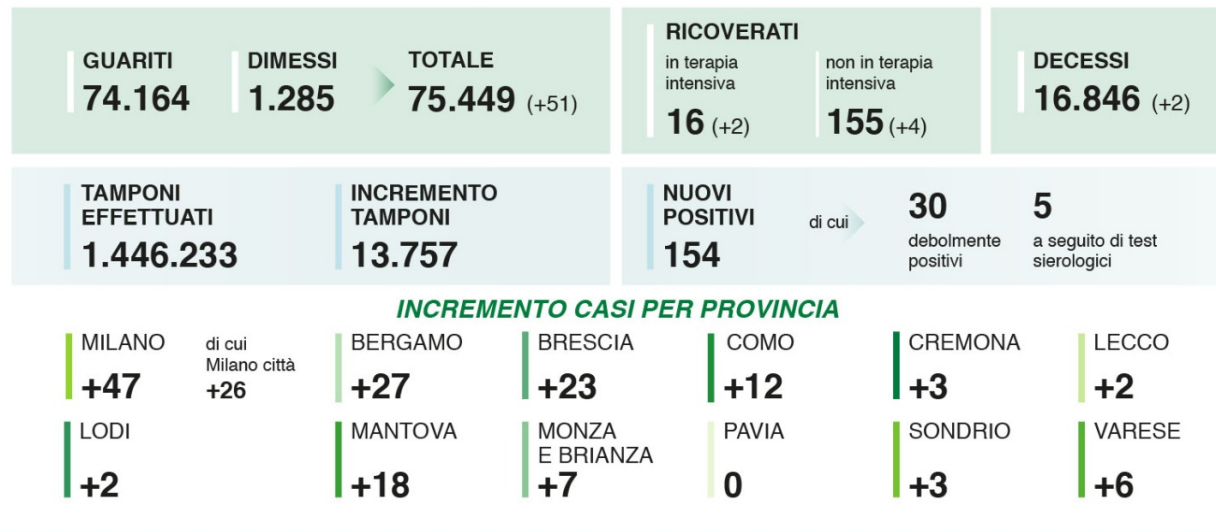 GUARITI
74.164
DIMESSI
1.285
TOTALE
75.449 (+51)
RICOVERATI
in terapia
intensiva
16 (+2)
non in terapia
intensiva
155 (+4)
DECESSI
16.846 (+2)
TAMPONI
EFFETTUATI
1.446.233
INCREMENTO
TAMPONI
13.757
NUOVI
POSITIVI
154
di cui
30
debolmente
positivi
5
a seguito di test
sierologici
INCREMENTO CASI PER PROVINCIA
MILANO
+47
di cui
Milano città
+26
BERGAMO
+27
BRESCIA
+23
COMO
+12
CREMONA
+3
LECCO
+2
LODI
+2
MANTOVA
+18
MONZA
E BRIANZA
+7
PAVIA
0
SONDRIO
+3
VARESE
+6